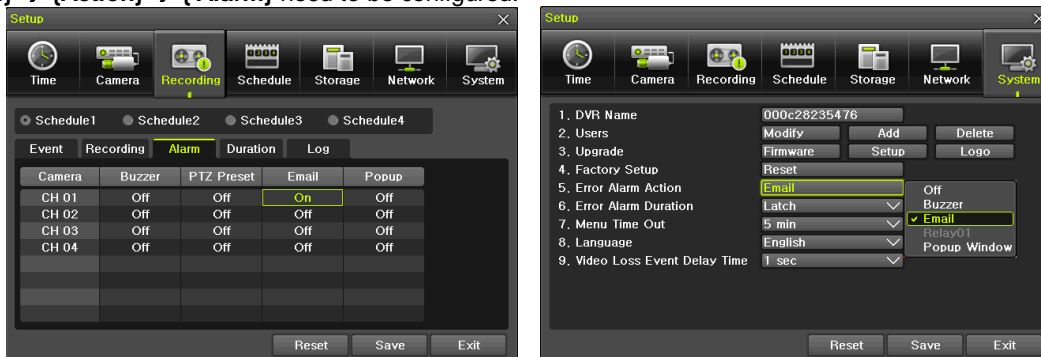 } → {Action} → {Alarm} need to be configured.
Setup
Time Camera Recording Schedule Storage Network System
Schedule1 Schedule2 Schedule3 Schedule4
Event Recording Alarm Duration Log
Camera Buzzer PTZ Preset Email Popup
CH 01 Off Off On Off
CH 02 Off Off Off Off
CH 03 Off Off Off Off
CH 04 Off Off Off Off
Reset Save Exit
Setup
Time Camera Recording Schedule Storage Network System
1. DVR Name 000c28235476
2. Users Modify Add Delete
3. Upgrade Firmware Setup Logo
4. Factory Setup Reset
5. Error Alarm Action Email
6. Error Alarm Duration Latch
7. Menu Time Out 5 min
8. Language English
9. Video Loss Event Delay Time 1 sec
Off
Buzzer
Email
Relay01
Popup Window
Reset Save Exit